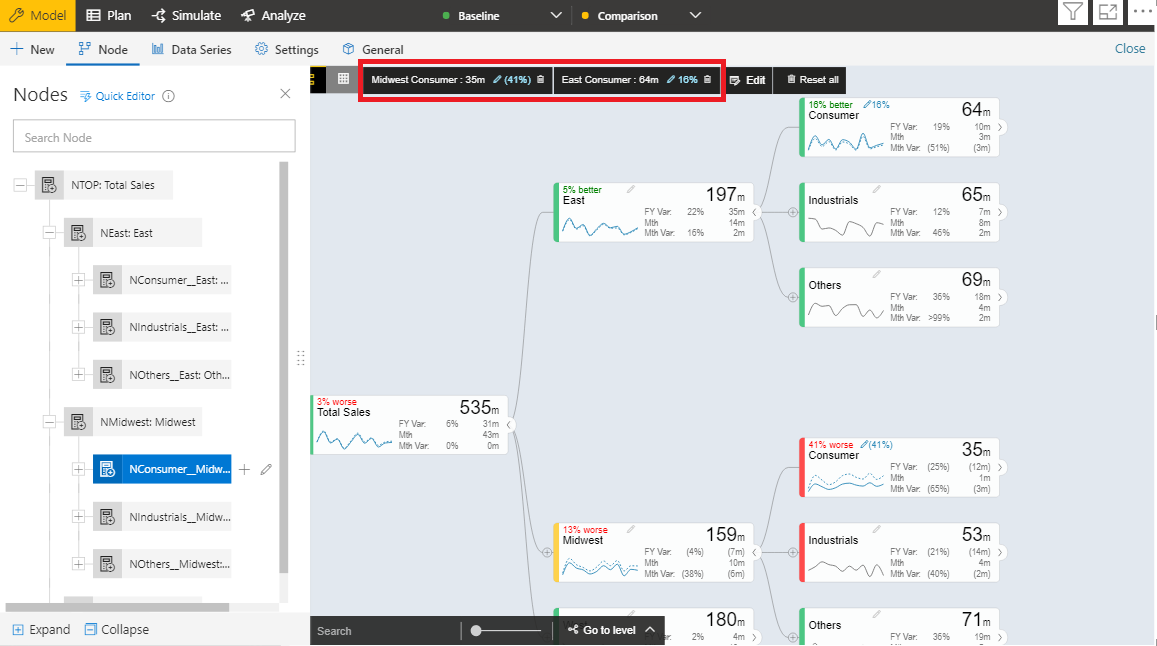 Model Plan Simulate Analyze Baseline Comparison
New Node Data Series Settings General Close
Nodes Quick Editor
Search Node
NTOP: Total Sales
NEast: East
NConsumer__East: ...
NIndustrials__East: ...
NOthers__East: Oth...
NMidwest: Midwest
NConsumer__Midw...
NIndustrials__Midw...
NOthers__Midwest:...
Expand Collapse
Midwest Consumer : 35m (41%) East Consumer : 64m 16% Edit Reset all
3% worse
Total Sales 535m
FY Var: 6% 31m
Mth 43m
Mth Var: 0% 0m
5% better
East 197m
FY Var: 22% 35m
Mth 14m
Mth Var: 16% 2m
16% better 16%
Consumer 64m
FY Var: 19% 10m
Mth 3m
Mth Var: (51%) (3m)
Industrials 65m
FY Var: 12% 7m
Mth 8m
Mth Var: 46% 2m
Others 69m
FY Var: 36% 18m
Mth 4m
Mth Var: >99% 2m
13% worse
Midwest 159m
FY Var: (4%) (7m)
Mth 10m
Mth Var: (38%) (6m)
41% worse (41%)
Consumer 35m
FY Var: (25%) (12m)
Mth 1m
Mth Var: (65%) (3m)
Industrials 53m
FY Var: (21%) (14m)
Mth 4m
Mth Var: (40%) (2m)
180m
2% 4m
Others 71m
FY Var: 36% 19m
Search Go to level